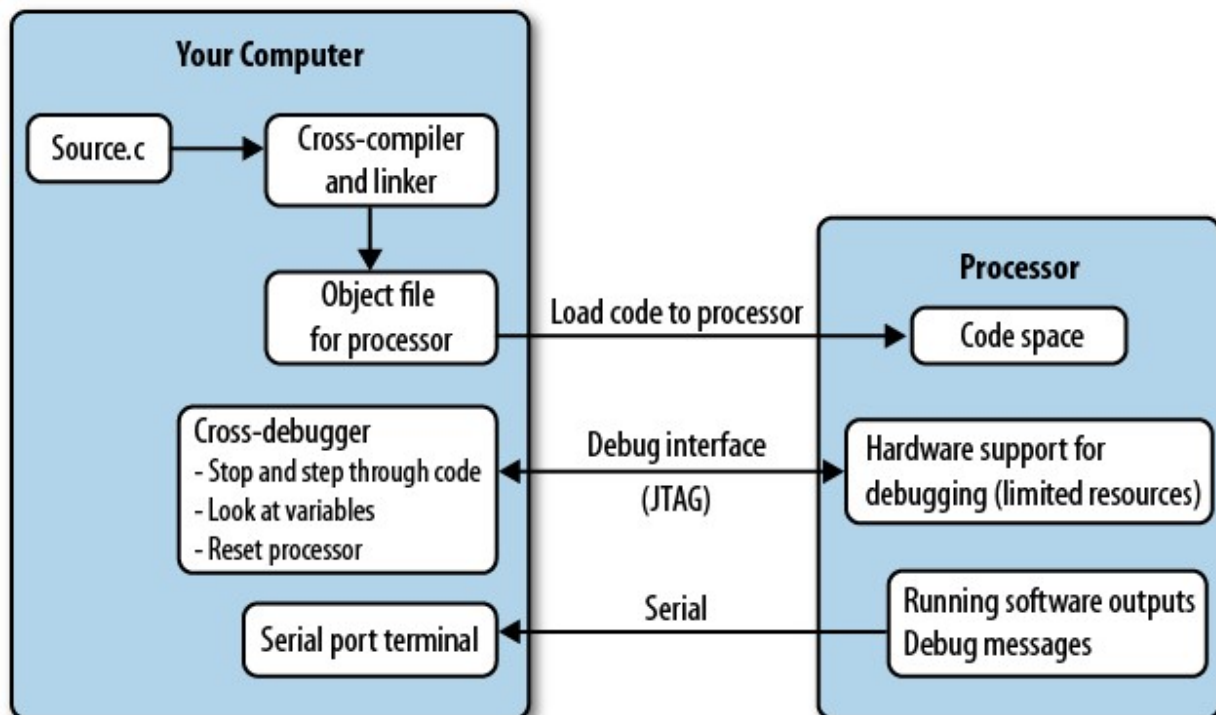 Your Computer
Source.c
Cross-compiler
and linker
Object file
for processor
Load code to processor
Processor
Code space
Cross-debugger
- Stop and step through code
- Look at variables
- Reset processor
Debug interface
(JTAG)
Hardware support for
debugging (limited resources)
Serial port terminal
Serial
Running software outputs
Debug messages